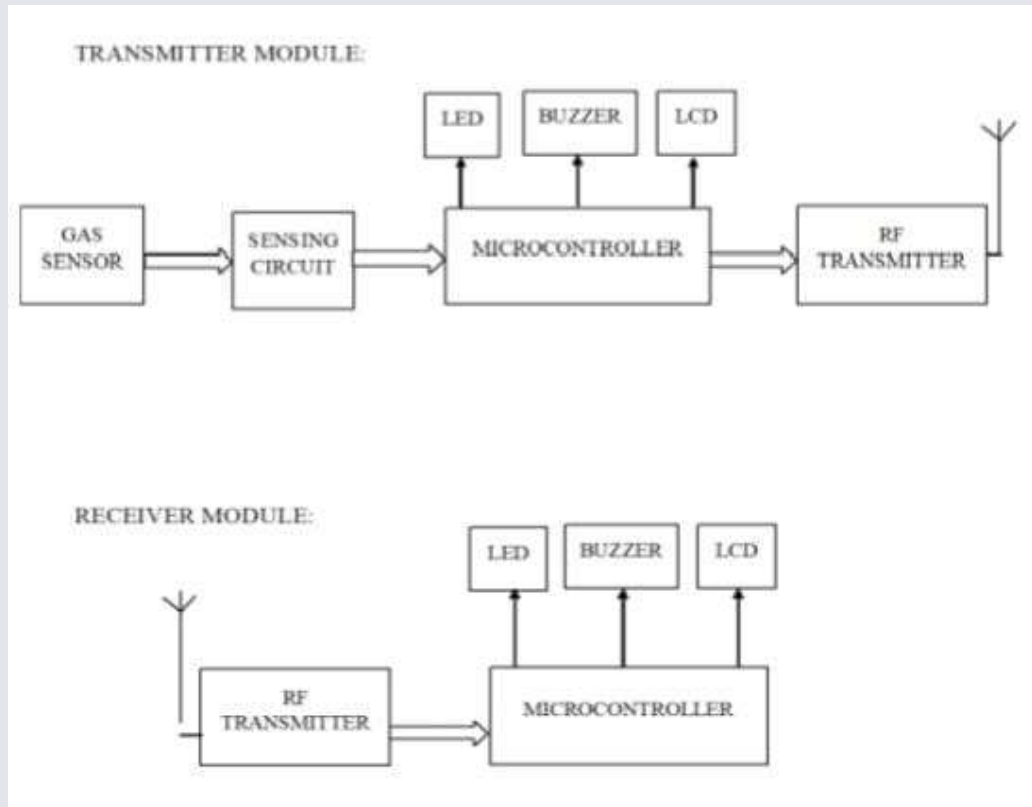 TRANSMITTER MODULE:
LED
BUZZER
LCD
GAS
SENSOR
SENSING
CIRCUIT
MICROCONTROLLER
RF
TRANSMITTER
RECEIVER MODULE:
LED
BUZZER
LCD
RF
TRANSMITTER
MICROCONTROLLER